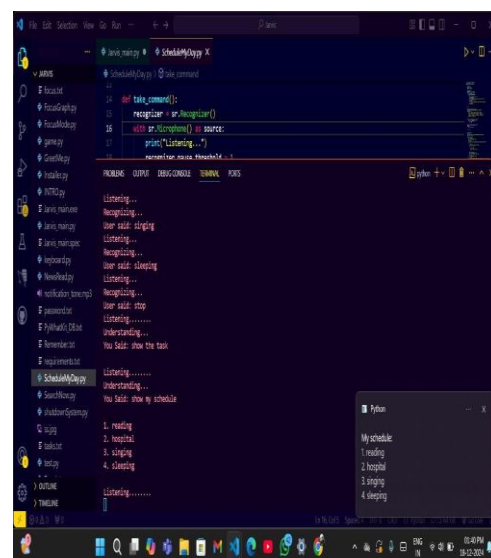 File Edit Selection View Go Run ...
Jarvis
Jarvis_main.py
ScheduleMyDay.py X
JARVIS
ScheduleMyDay.py > take_command
focus.txt
FocusGraph.py
FocusMode.py
game.py
GreetMe.py
Installer.py
INTRO.py
Jarvis_main.exe
Jarvis_main.py
Jarvis_main.spec
keyboard.py
NewsRead.py
notification_tone.mp3
password.txt
PyWhatKit_DB.txt
Remember.txt
requirements.txt
ScheduleMyDay.py
SearchNow.py
shutdownSystem.py
ss.jpg
tasks.txt
test.py
OUTLINE
TIMELINE
14 def take_command():
15 recognizer = sr.Recognizer()
16 with sr.Microphone() as source:
17 print("Listening...")
recognizer.pause_threshold = 1
PROBLEMS OUTPUT DEBUG CONSOLE TERMINAL PORTS
python
Listening...
Recognizing...
User said: singing
Listening...
Recognizing...
User said: sleeping
Listening...
Recognizing...
User said: stop
Listening........
Understanding...
You Said: show the task
Listening........
Understanding...
You Said: show my schedule
1. reading
2. hospital
3. singing
4. sleeping
Listening........
Python
My schedule:
1. reading
2. hospital
3. singing
4. sleeping
ENG
IN
01:40 PM
18-12-2024